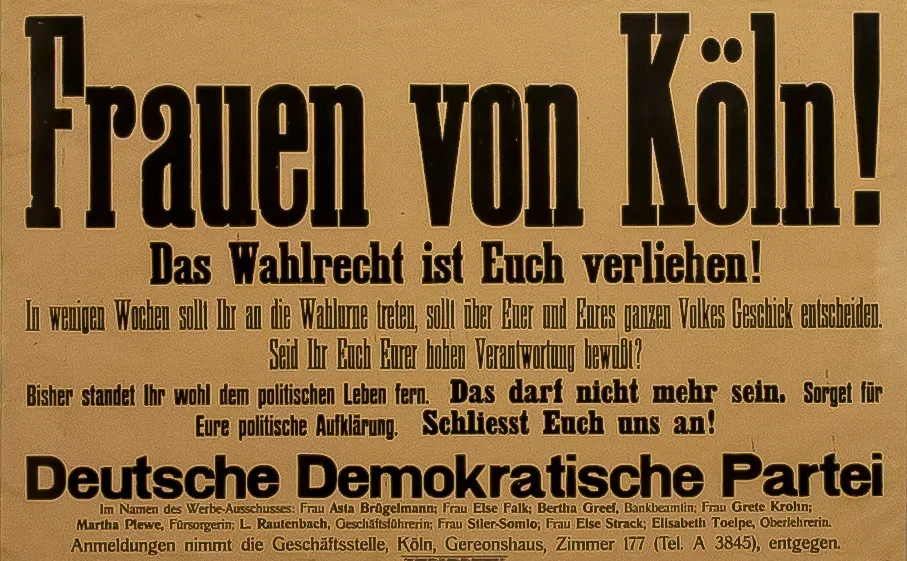 Frauen von Köln!
Das Wahlrecht ist Euch verliehen!
In wenigen Wochen sollt Ihr an die Wahlurne treten, sollt über Euer und Eures ganzen Volkes Geschick entscheiden.
Seid Ihr Euch Eurer hohen Verantwortung bewußt?
Bisher standet Ihr wohl dem politischen Leben fern. Das darf nicht mehr sein. Sorget für
Eure politische Aufklärung. Schliesst Euch uns an!
Deutsche Demokratische Partei
Im Namen des Werbe-Ausschusses: Frau Asta Brügelmann; Frau Else Falk; Bertha Greef, Bankbeamtin; Frau Grete Krohn;
Martha Plewe, Fürsorgerin; L. Rautenbach, Geschäftsführerin; Frau Stier-Somlo; Frau Else Strack; Elisabeth Toelpe, Oberlehrerin.
Anmeldungen nimmt die Geschäftsstelle, Köln, Gereonshaus, Zimmer 177 (Tel. A 3845), entgegen.